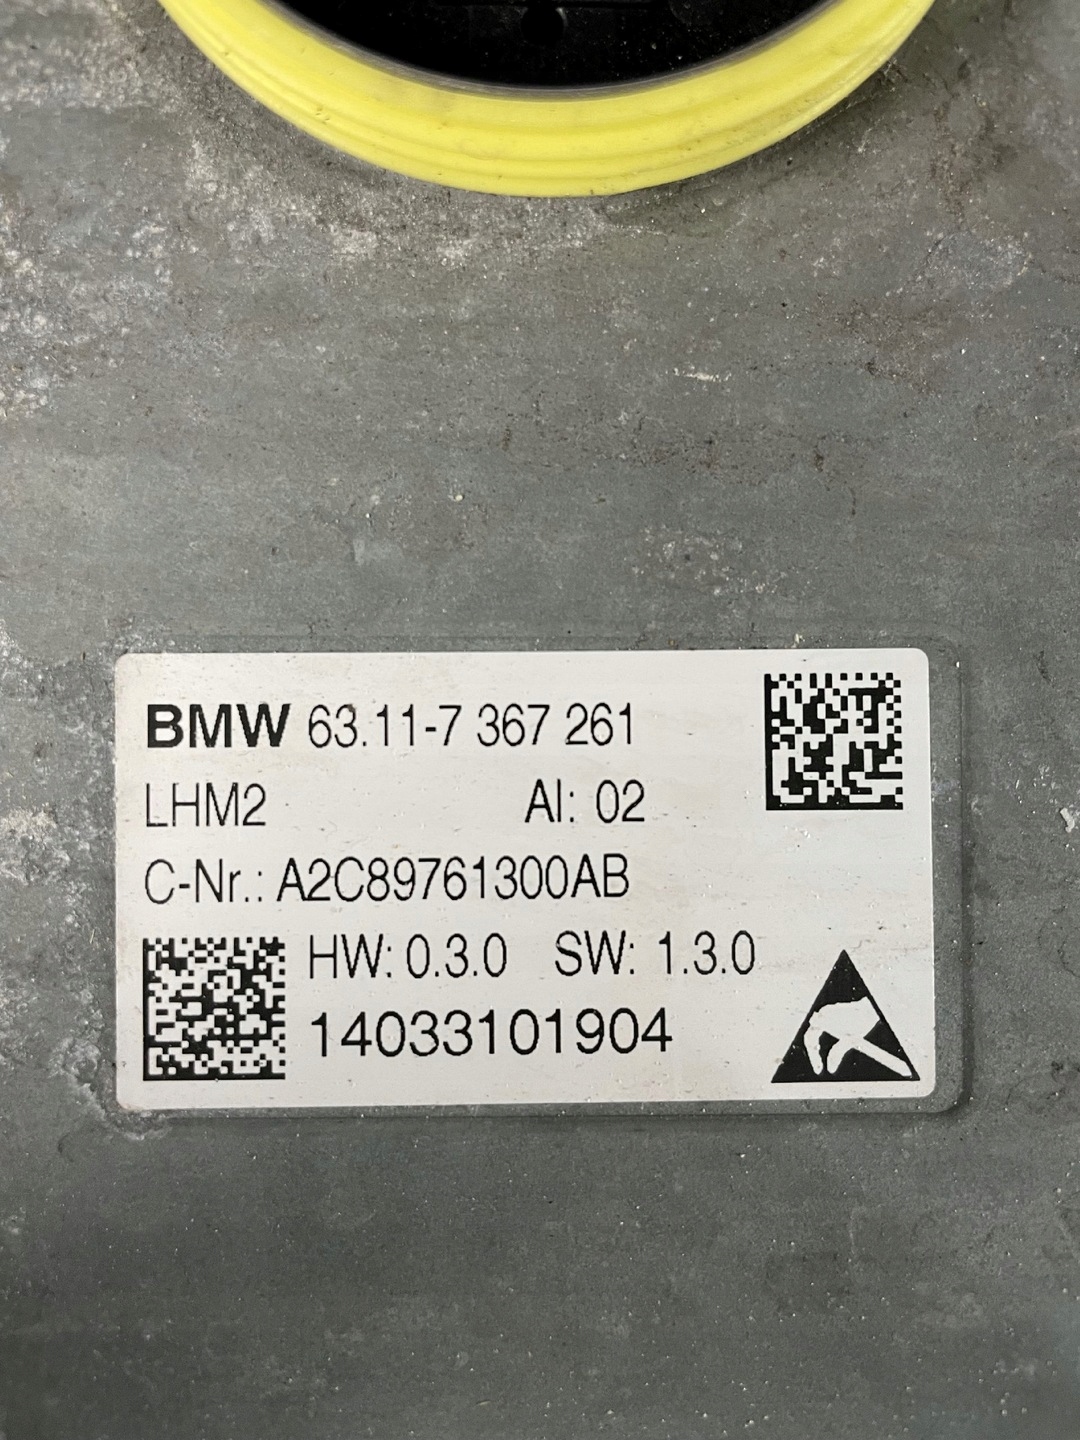 BMW 63.11-7 367 261
LHM2 AI: 02
C-Nr.: A2C89761300AB
HW: 0.3.0 SW: 1.3.0
14033101904